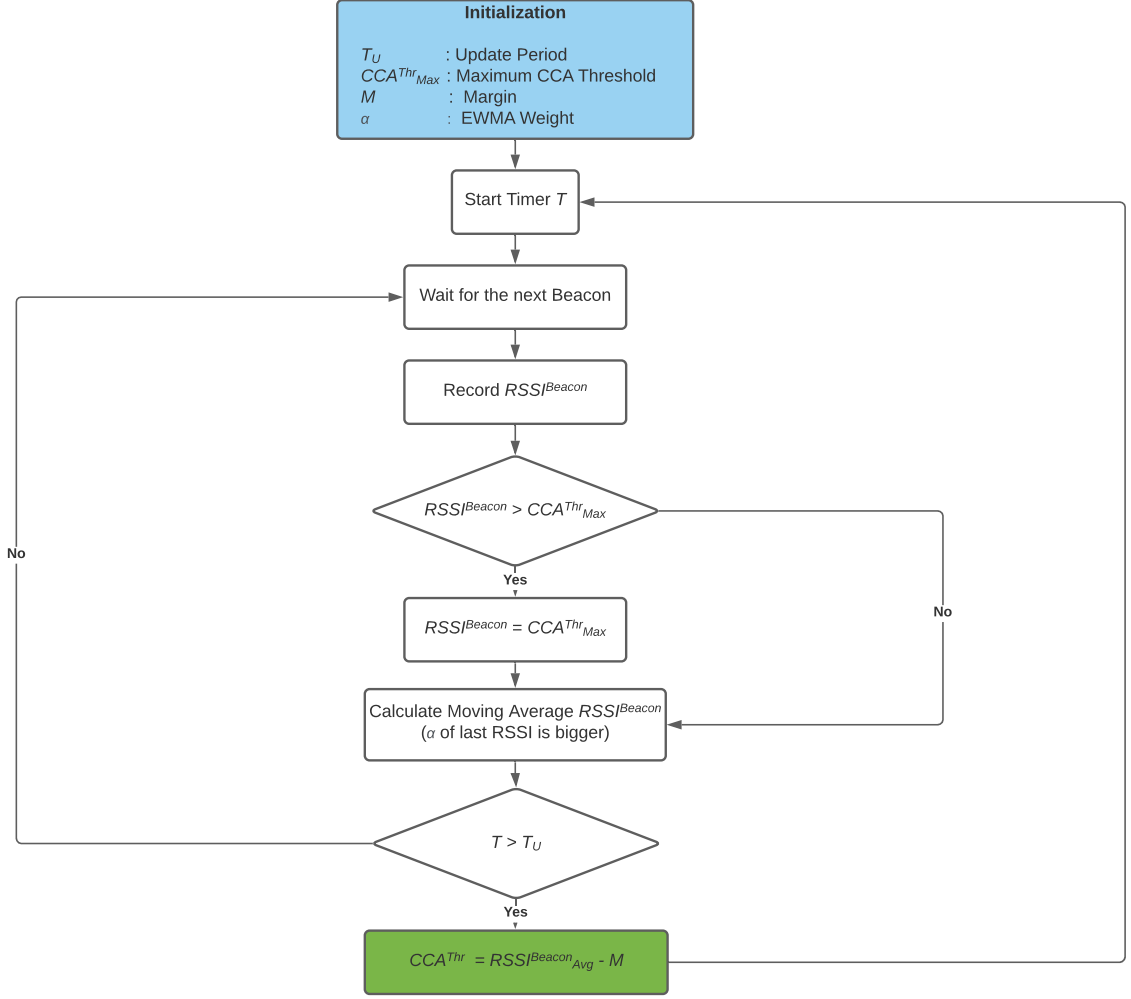 Initialization
T_U : Update Period
CCA^Thr_Max : Maximum CCA Threshold
M : Margin
α : EWMA Weight
Start Timer T
Wait for the next Beacon
Record RSSI^Beacon
RSSI^Beacon > CCA^Thr_Max
No
Yes
RSSI^Beacon = CCA^Thr_Max
No
Calculate Moving Average RSSI^Beacon
(α of last RSSI is bigger)
T > T_U
Yes
CCA^Thr = RSSI^Beacon_Avg - M